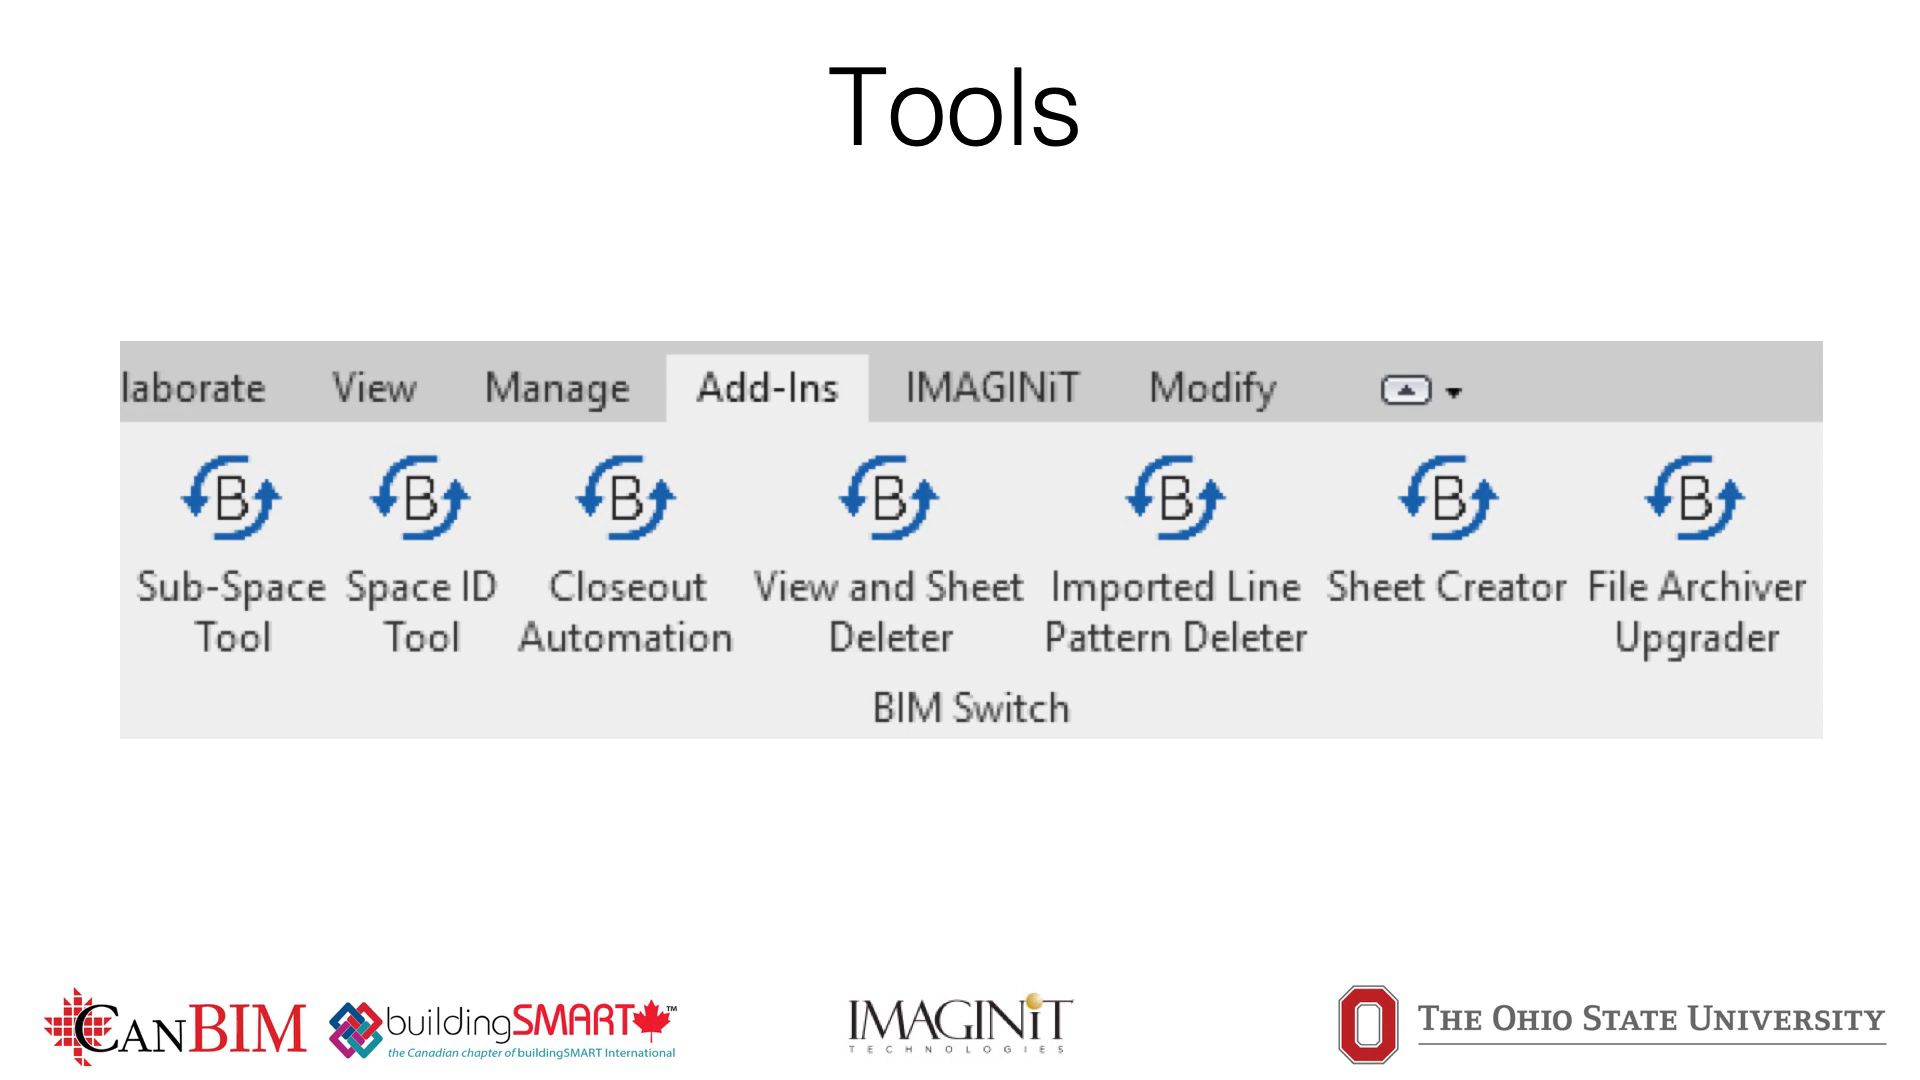 Tools
laborate View Manage Add-Ins IMAGINiT Modify
B B B B B B B
Sub-Space Tool
Space ID Tool
Closeout Automation
View and Sheet Deleter
Imported Line Pattern Deleter
Sheet Creator
File Archiver Upgrader
BIM Switch
CANBIM
buildingSMART™
the Canadian chapter of buildingSMART International
IMAGINiT
TECHNOLOGIES
THE OHIO STATE UNIVERSITY